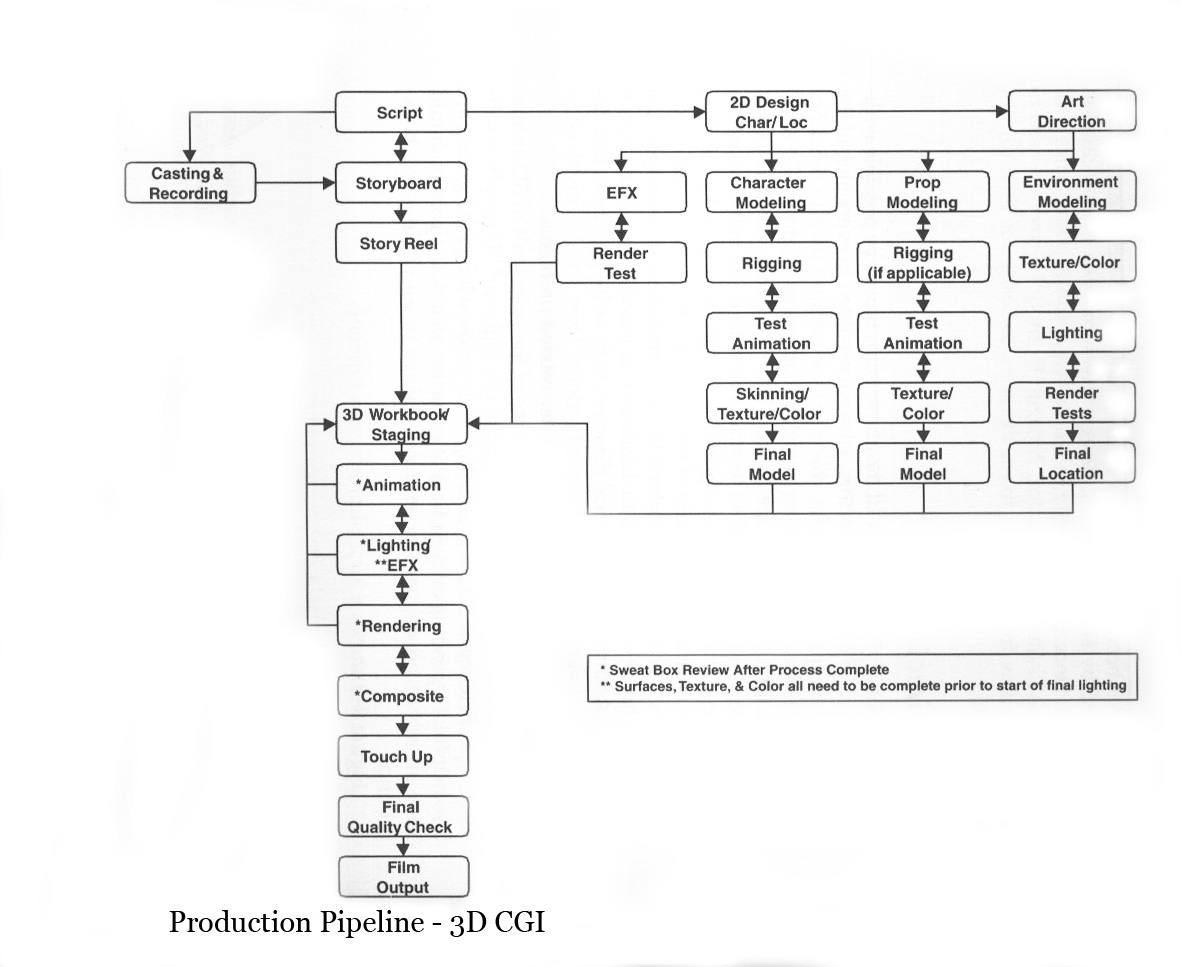 Script
2D Design
Char/ Loc
Art
Direction
Casting &
Recording
Storyboard
EFX
Character
Modeling
Prop
Modeling
Environment
Modeling
Story Reel
Render
Test
Rigging
Rigging
(if applicable)
Texture/Color
Test
Animation
Test
Animation
Lighting
3D Workbook/
Staging
Skinning/
Texture/Color
Texture/
Color
Render
Tests
*Animation
Final
Model
Final
Model
Final
Location
*Lighting/
**EFX
*Rendering
* Sweat Box Review After Process Complete
** Surfaces, Texture, & Color all need to be complete prior to start of final lighting
*Composite
Touch Up
Final
Quality Check
Film
Output
Production Pipeline - 3D CGI